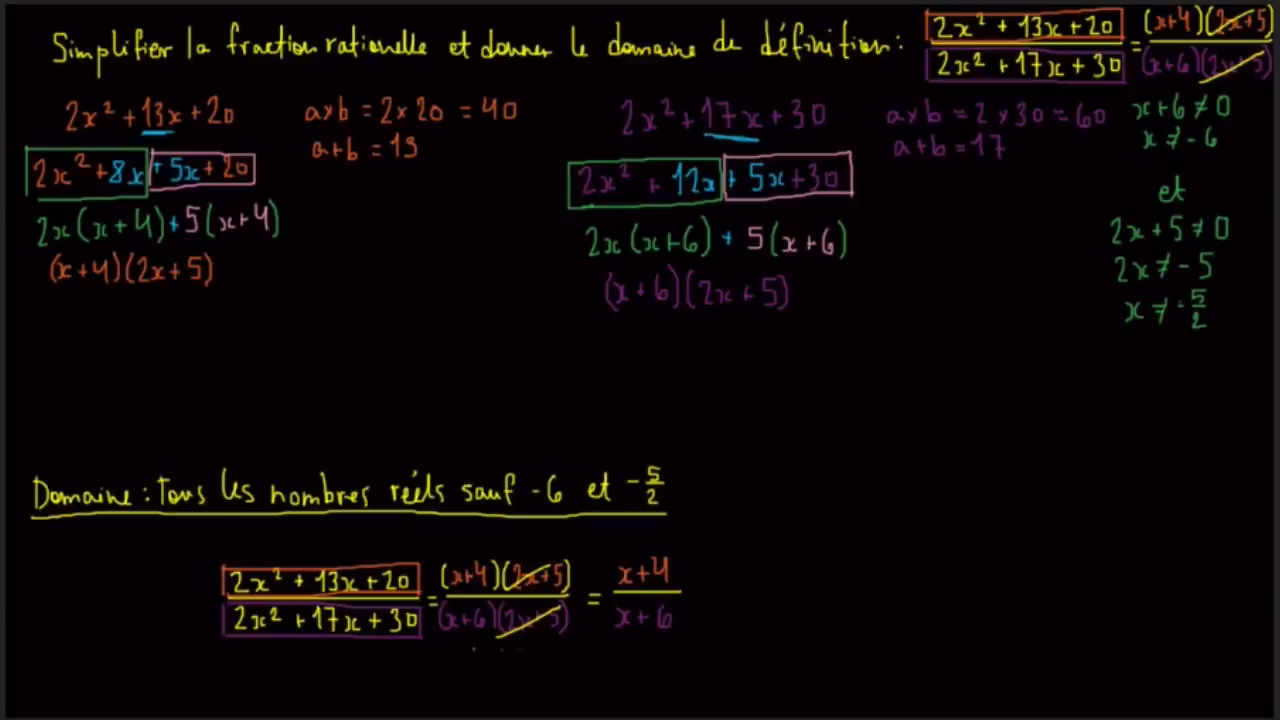 Simplifier la fraction rationelle et donner le domaine de définition : (2x² + 13x + 20)/(2x² + 17x + 30) = (x+4)(2x+5)/(x+6)(2x+5)
2x² + 13x + 20
a×b = 2×20 = 40
a+b = 13
2x² + 8x + 5x + 20
2x(x+4) + 5(x+4)
(x+4)(2x+5)
2x² + 17x + 30
a×b = 2×30 = 60
a+b = 17
2x² + 12x + 5x + 30
2x(x+6) + 5(x+6)
(x+6)(2x+5)
x+6 ≠ 0
x ≠ -6
et
2x+5 ≠ 0
2x ≠ -5
x ≠ -5/2
Domaine : Tous les nombres réels sauf -6 et -5/2
(2x² + 13x + 20)/(2x² + 17x + 30) = (x+4)(2x+5)/(x+6)(2x+5) = (x+4)/(x+6)